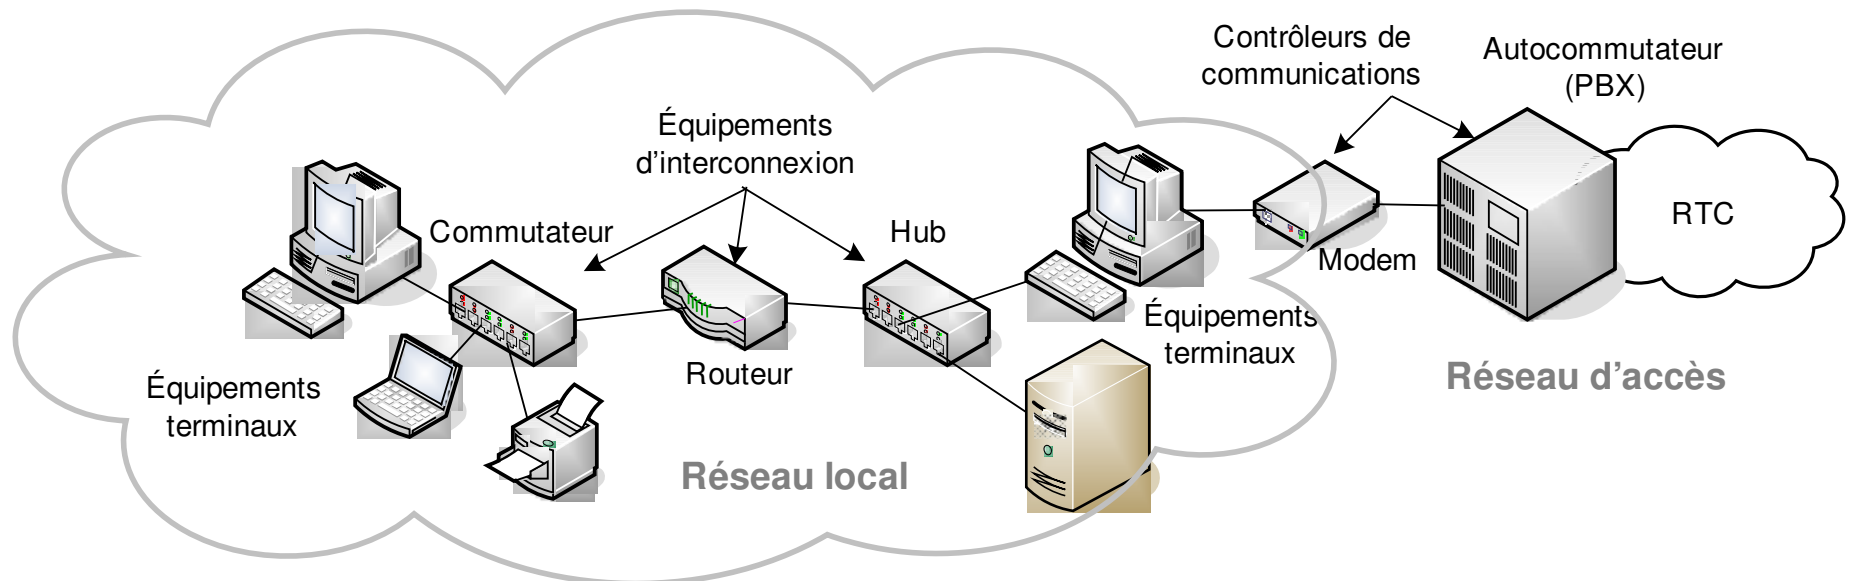 Contrôleurs de
communications
Autocommutateur
(PBX)
Équipements
d’interconnexion
Commutateur
Hub
RTC
Modem
Équipements
terminaux
Routeur
Équipements
terminaux
Réseau d’accès
Réseau local